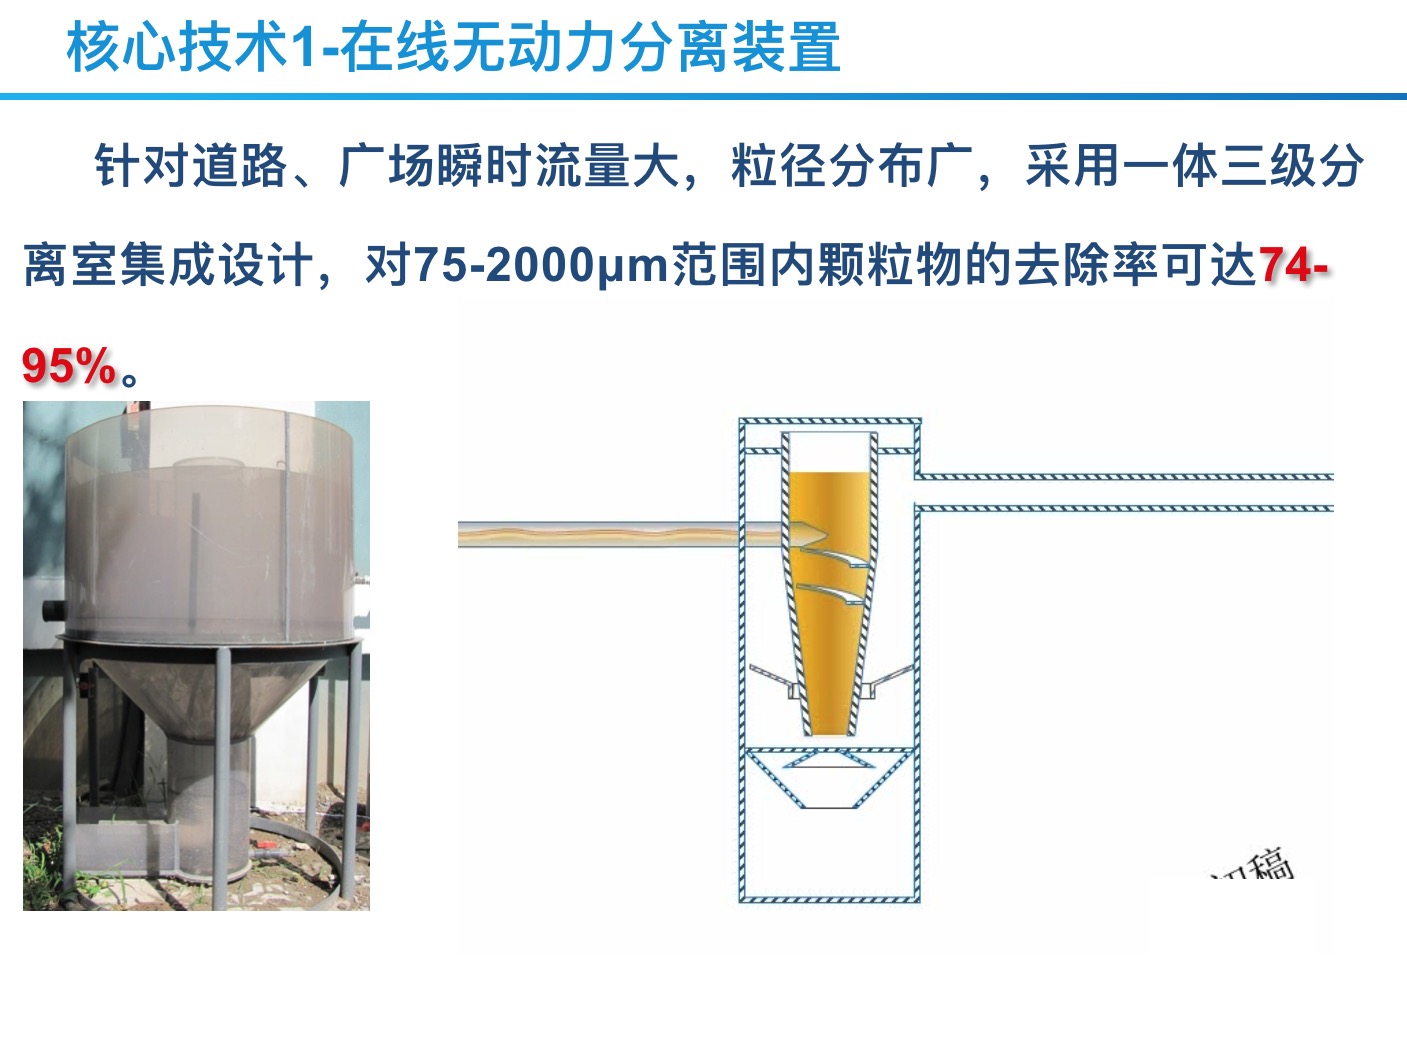 核心技术1-在线无动力分离装置
针对道路、广场瞬时流量大，粒径分布广，采用一体三级分
离室集成设计，对75-2000μm范围内颗粒物的去除率可达74-
95%。
稿